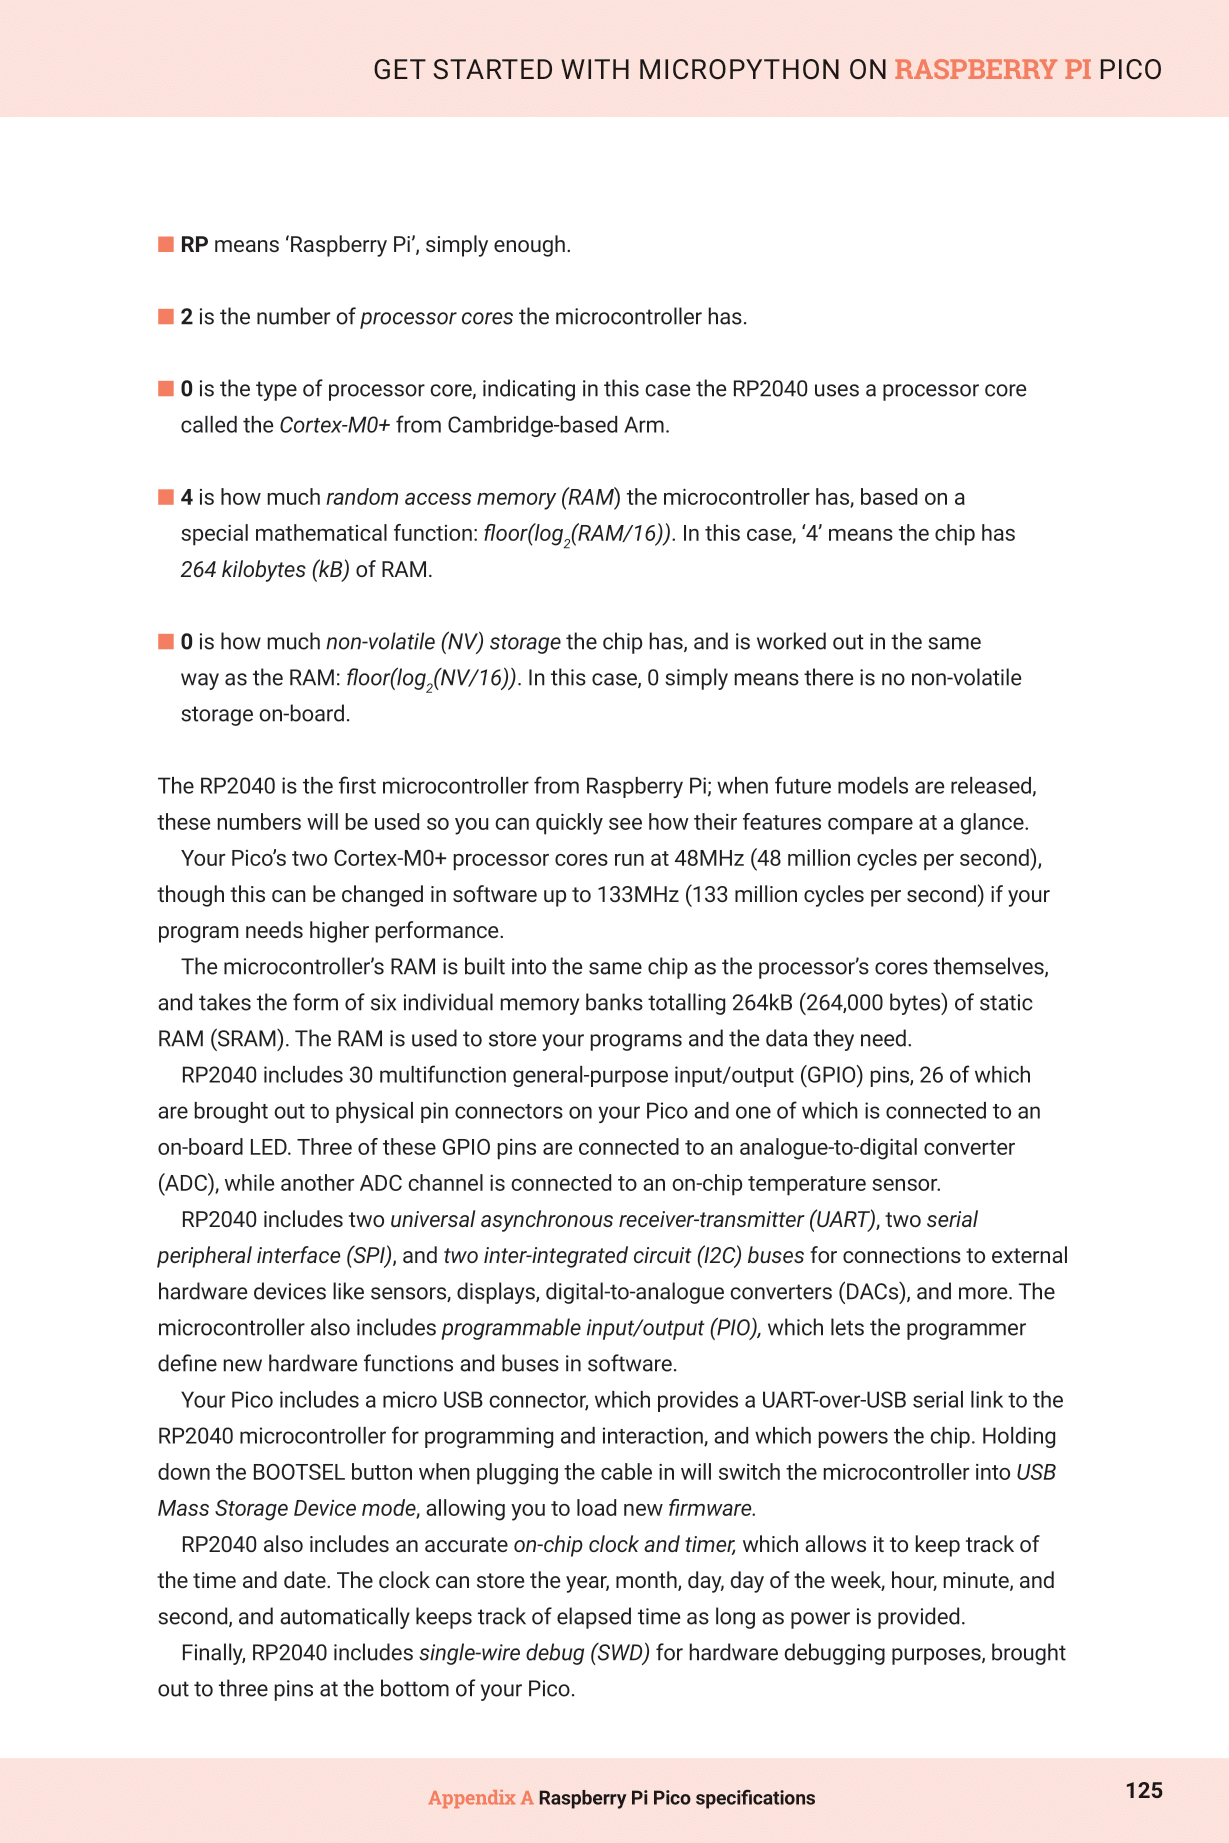 GET STARTED WITH MICROPYTHON ON RASPBERRY PI PICO
■ RP means ‘Raspberry Pi’, simply enough.
■ 2 is the number of processor cores the microcontroller has.
■ 0 is the type of processor core, indicating in this case the RP2040 uses a processor core
called the Cortex-M0+ from Cambridge-based Arm.
■ 4 is how much random access memory (RAM) the microcontroller has, based on a
special mathematical function: floor(log2(RAM/16)). In this case, ‘4’ means the chip has
264 kilobytes (kB) of RAM.
■ 0 is how much non-volatile (NV) storage the chip has, and is worked out in the same
way as the RAM: floor(log2(NV/16)). In this case, 0 simply means there is no non-volatile
storage on-board.
The RP2040 is the first microcontroller from Raspberry Pi; when future models are released,
these numbers will be used so you can quickly see how their features compare at a glance.
Your Pico’s two Cortex-M0+ processor cores run at 48MHz (48 million cycles per second),
though this can be changed in software up to 133MHz (133 million cycles per second) if your
program needs higher performance.
The microcontroller’s RAM is built into the same chip as the processor’s cores themselves,
and takes the form of six individual memory banks totalling 264kB (264,000 bytes) of static
RAM (SRAM). The RAM is used to store your programs and the data they need.
RP2040 includes 30 multifunction general-purpose input/output (GPIO) pins, 26 of which
are brought out to physical pin connectors on your Pico and one of which is connected to an
on-board LED. Three of these GPIO pins are connected to an analogue-to-digital converter
(ADC), while another ADC channel is connected to an on-chip temperature sensor.
RP2040 includes two universal asynchronous receiver-transmitter (UART), two serial
peripheral interface (SPI), and two inter-integrated circuit (I2C) buses for connections to external
hardware devices like sensors, displays, digital-to-analogue converters (DACs), and more. The
microcontroller also includes programmable input/output (PIO), which lets the programmer
define new hardware functions and buses in software.
Your Pico includes a micro USB connector, which provides a UART-over-USB serial link to the
RP2040 microcontroller for programming and interaction, and which powers the chip. Holding
down the BOOTSEL button when plugging the cable in will switch the microcontroller into USB
Mass Storage Device mode, allowing you to load new firmware.
RP2040 also includes an accurate on-chip clock and timer, which allows it to keep track of
the time and date. The clock can store the year, month, day, day of the week, hour, minute, and
second, and automatically keeps track of elapsed time as long as power is provided.
Finally, RP2040 includes single-wire debug (SWD) for hardware debugging purposes, brought
out to three pins at the bottom of your Pico.
Appendix A Raspberry Pi Pico specifications
125